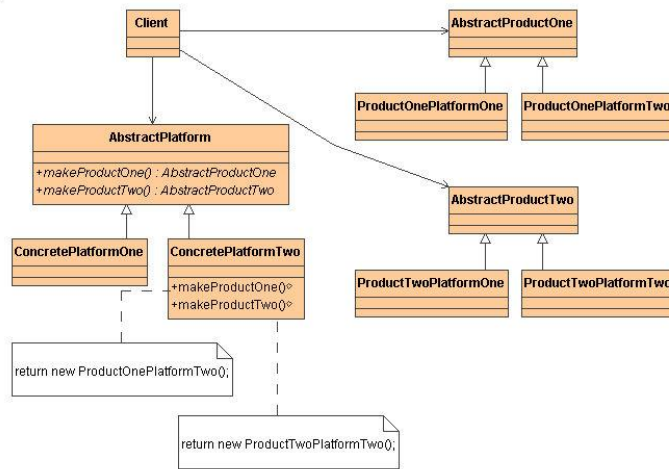 Client
AbstractProductOne
ProductOnePlatformOne
ProductOnePlatformTwo
AbstractPlatform
+makeProductOne() : AbstractProductOne
+makeProductTwo() : AbstractProductTwo
AbstractProductTwo
ConcretePlatformOne
ConcretePlatformTwo
+makeProductOne()
+makeProductTwo()
ProductTwoPlatformOne
ProductTwoPlatformTwo
return new ProductOnePlatformTwo();
return new ProductTwoPlatformTwo();